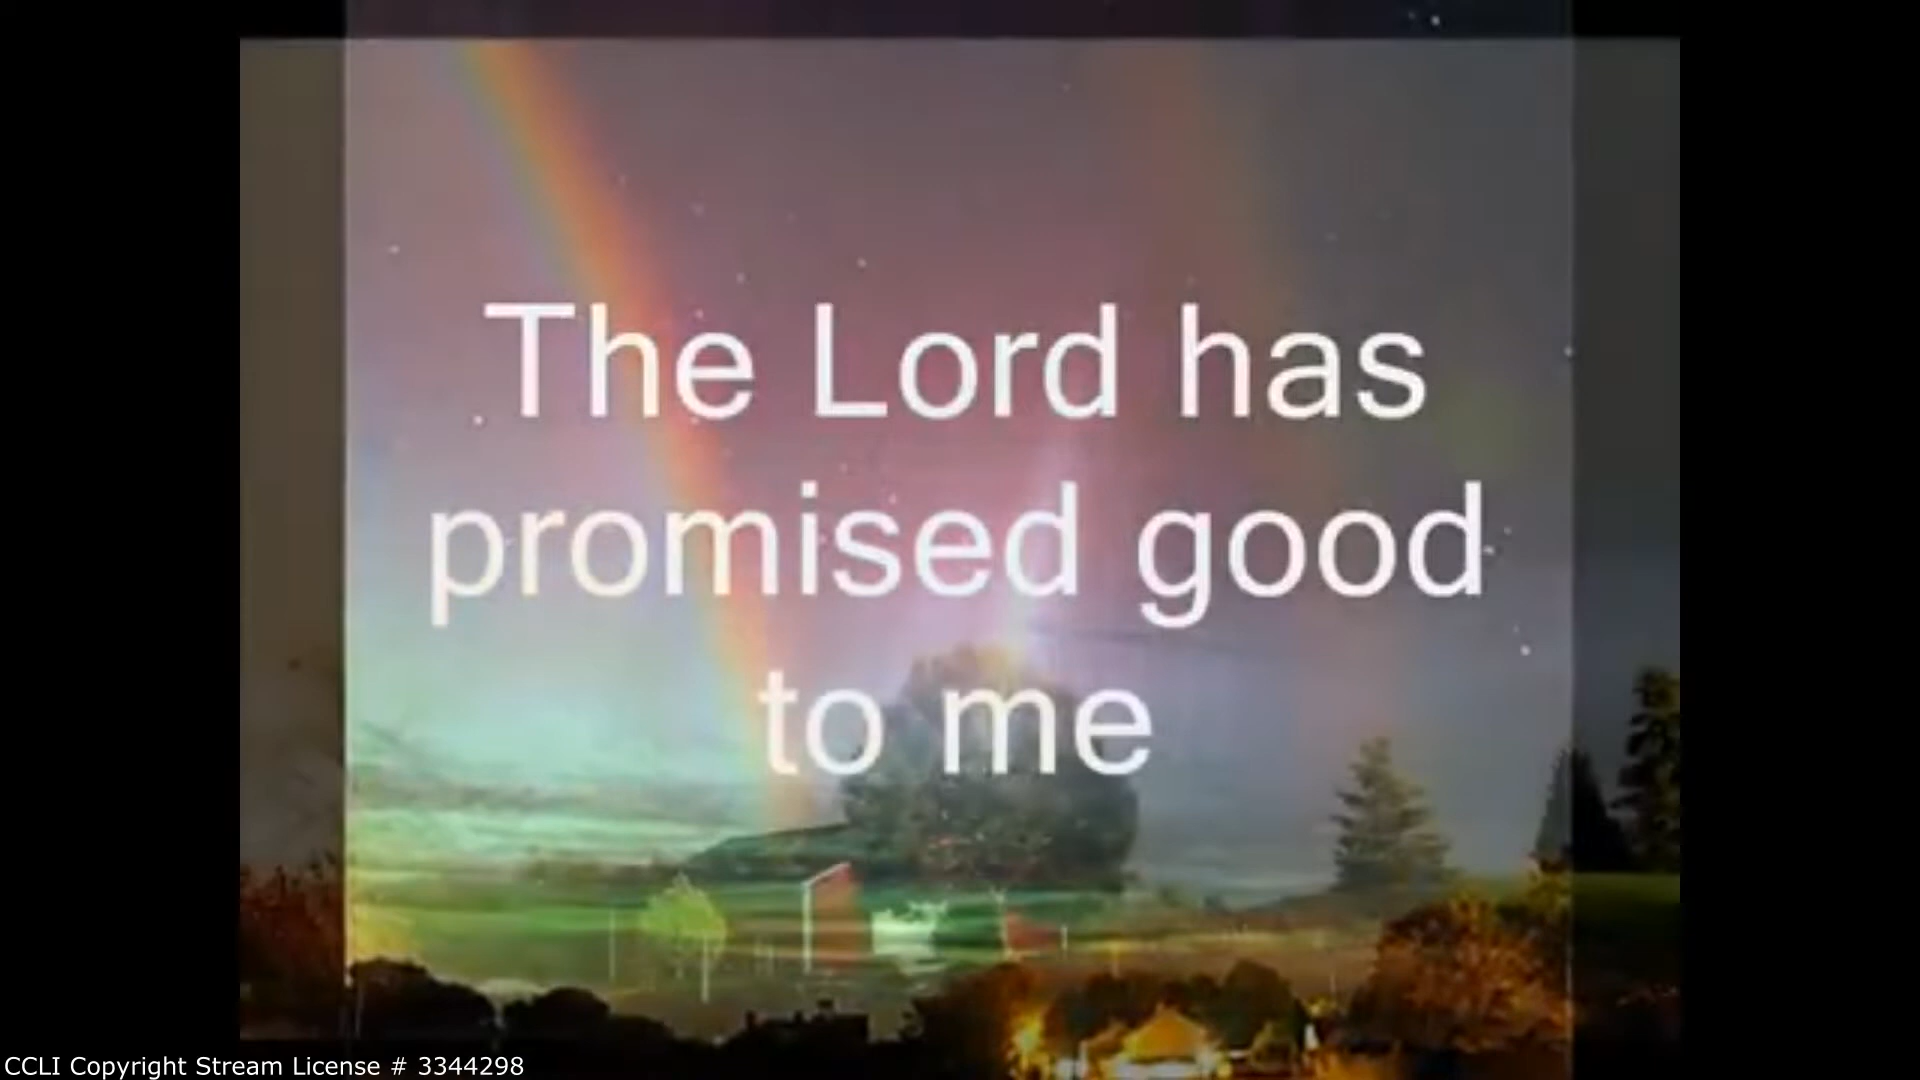 The Lord has
promised good
to me
CCLI Copyright Stream License # 3344298